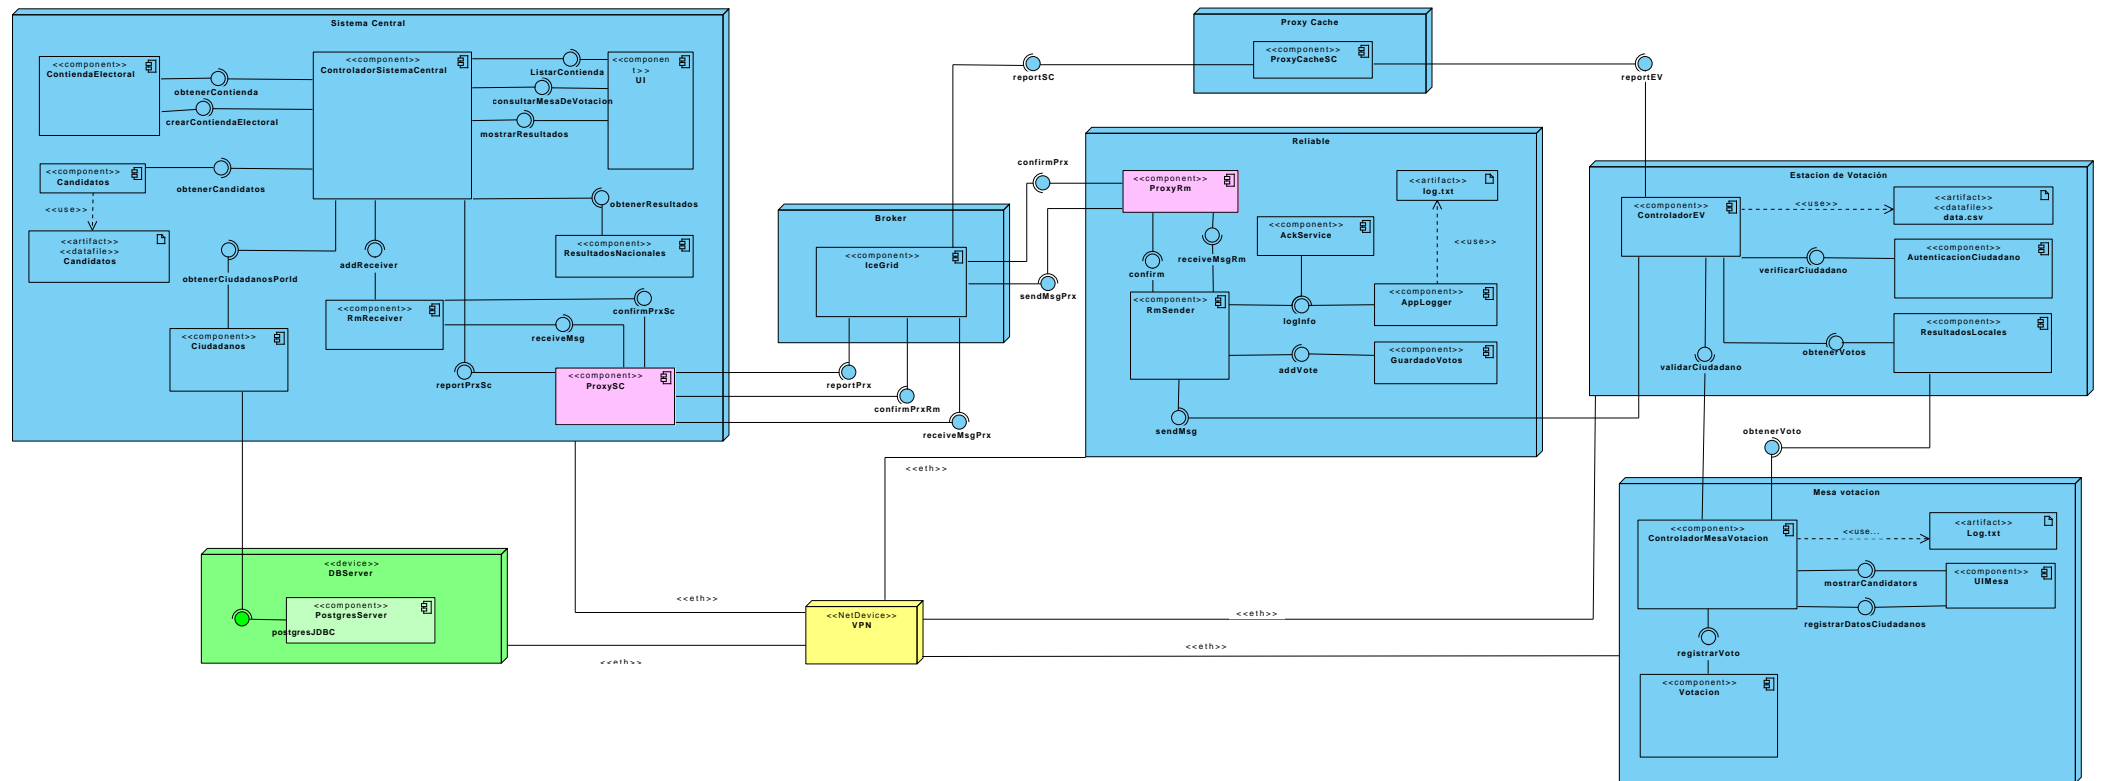 Sistema Central
<<component>>
ContiendaElectoral
obtenerContienda
crearContiendaElectoral
<<component>>
ControladorSistemaCentral
ListarContienda
consultarMesaDeVotacion
mostrarResultados
<<componen
t>>
UI
<<component>>
Candidatos
obtenerCandidatos
<<use>>
<<artifact>>
<<datafile>>
Candidatos
obtenerCiudadanosPorId
addReceiver
obtenerResultados
<<component>>
ResultadosNacionales
<<component>>
RmReceiver
confirmPrxSc
receiveMsg
<<component>>
Ciudadanos
reportPrxSc
<<component>>
ProxySC
Broker
<<component>>
IceGrid
reportPrx
confirmPrxRm
receiveMsgPrx
reportSC
Proxy Cache
<<component>>
ProxyCacheSC
reportEV
confirmPrx
sendMsgPrx
Reliable
<<component>>
ProxyRm
<<artifact>>
log.txt
<<use>>
<<component>>
AckService
confirm
receiveMsgRm
<<component>>
RmSender
logInfo
<<component>>
AppLogger
addVote
<<component>>
GuardadoVotos
sendMsg
Estacion de Votación
<<component>>
ControladorEV
<<use>>
<<artifact>>
<<datafile>>
data.csv
verificarCiudadano
<<component>>
AutenticacionCiudadano
<<component>>
ResultadosLocales
obtenerVotos
validarCiudadano
obtenerVoto
Mesa votacion
<<component>>
ControladorMesaVotacion
<<use...
<<artifact>>
Log.txt
mostrarCandidators
<<component>>
UIMesa
registrarDatosCiudadanos
registrarVoto
<<component>>
Votacion
<<device>>
DBServer
<<component>>
PostgresServer
postgresJDBC
<<NetDevice>>
VPN
<<eth>>
<<eth>>
<<eth>>
<<eth>>
<<eth>>